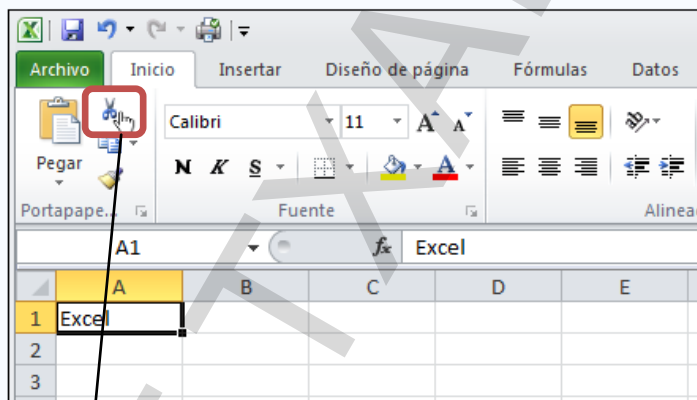 Archivo Inicio Insertar Diseño de página Fórmulas Datos
Calibri 11 A A
Pegar N K S A
Portapape... Fuente Alinea
A1 fx Excel
A B C D E
1 Excel
2
3